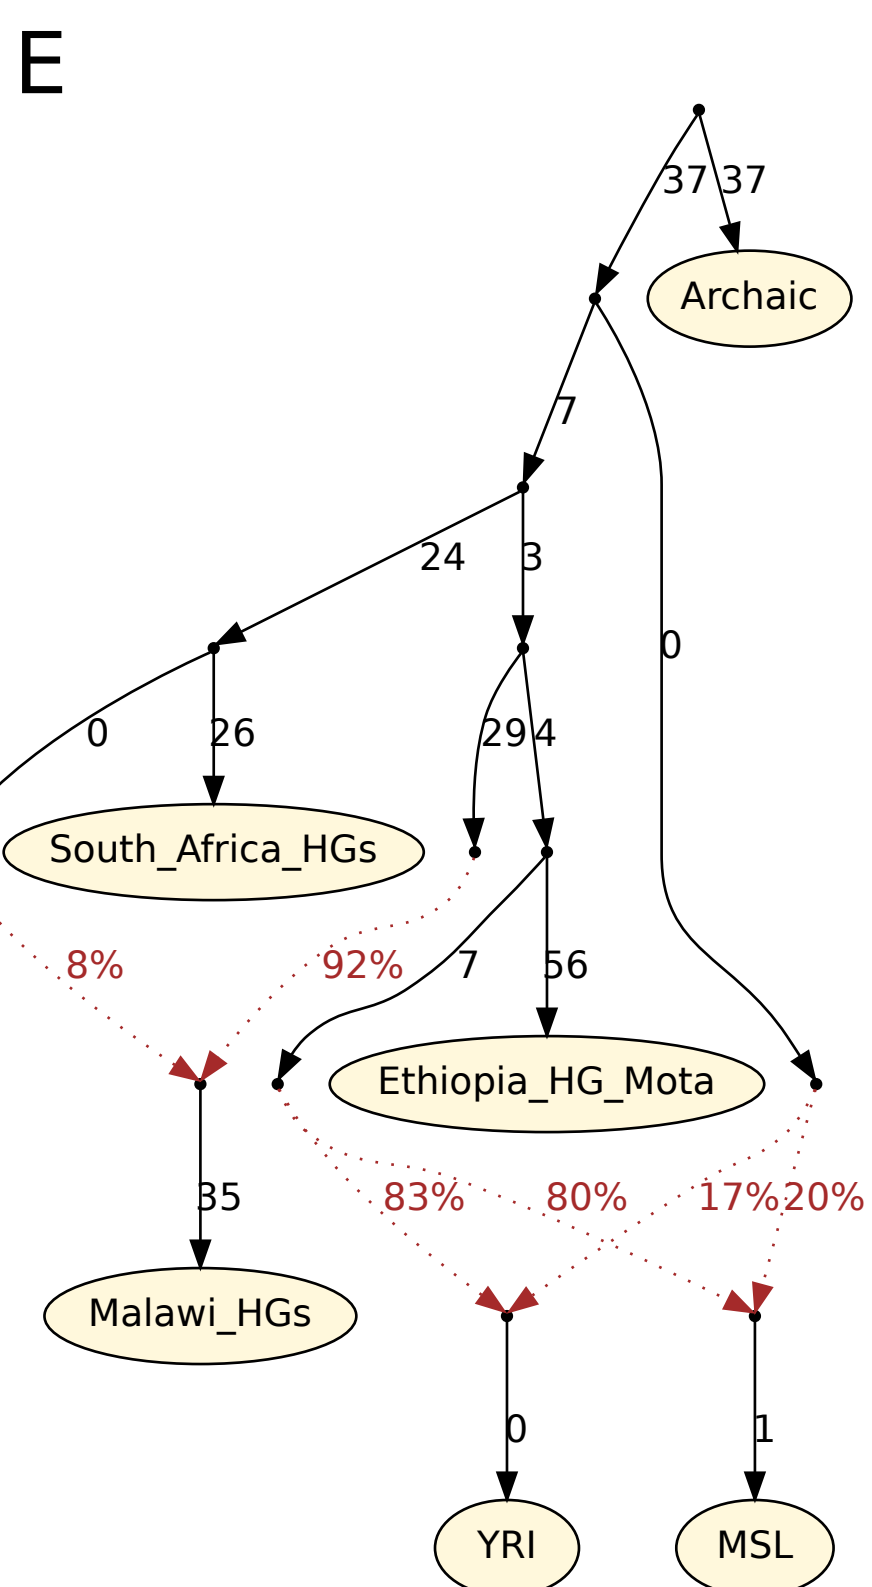 E
37 37
Archaic
7
24 3
0
0 26 29 4
South_Africa_HGs
8% 92% 7 56
Ethiopia_HG_Mota
35 83% 80% 17% 20%
Malawi_HGs
0 1
YRI MSL